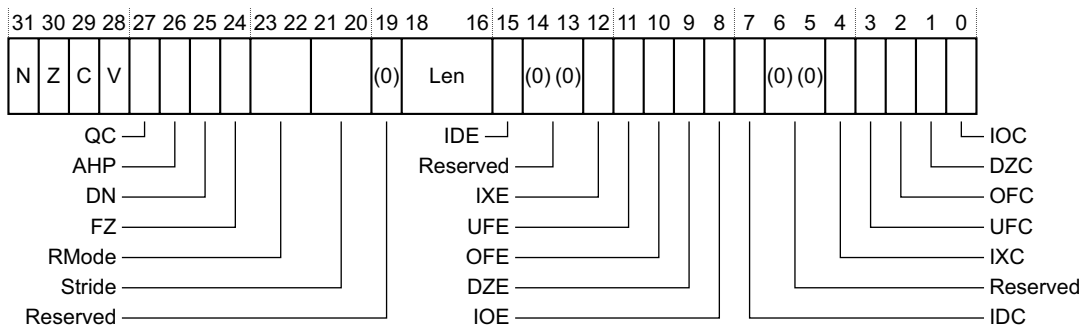 31 30 29 28 27 26 25 24 23 22 21 20 19 18 16 15 14 13 12 11 10 9 8 7 6 5 4 3 2 1 0
N Z C V (0) Len (0) (0) (0) (0)
QC IDE IOC
AHP Reserved DZC
DN IXE OFC
FZ UFE UFC
RMode OFE IXC
Stride DZE Reserved
Reserved IOE IDC